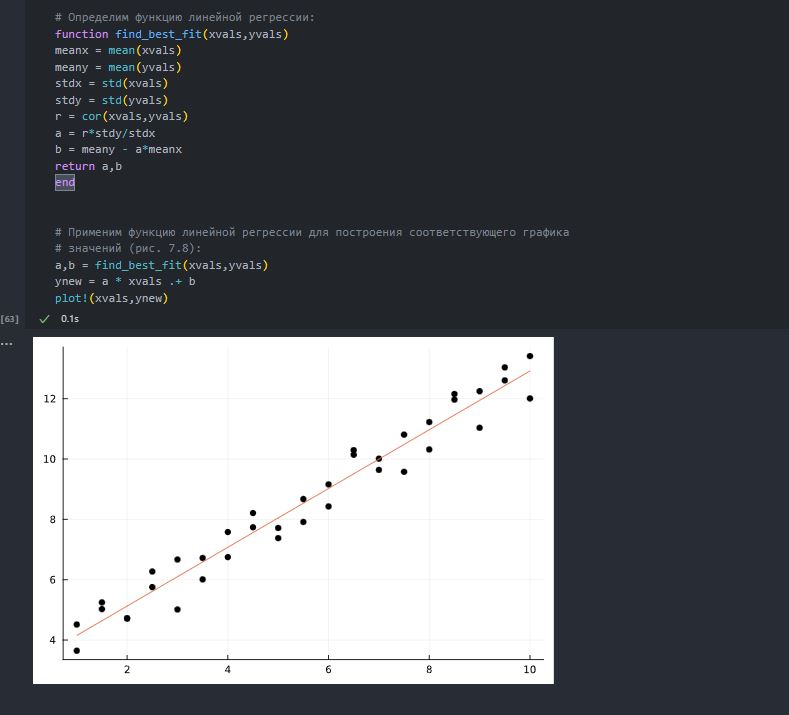 # Определим функцию линейной регрессии:
function find_best_fit(xvals,yvals)
meanx = mean(xvals)
meany = mean(yvals)
stdx = std(xvals)
stdy = std(yvals)
r = cor(xvals,yvals)
a = r*stdy/stdx
b = meany - a*meanx
return a,b
end
# Применим функцию линейной регрессии для построения соответствующего графика
# значений (рис. 7.8):
a,b = find_best_fit(xvals,yvals)
ynew = a * xvals .+ b
plot!(xvals,ynew)
[63] ✓ 0.1s
...
12
10
8
6
4
2 4 6 8 10